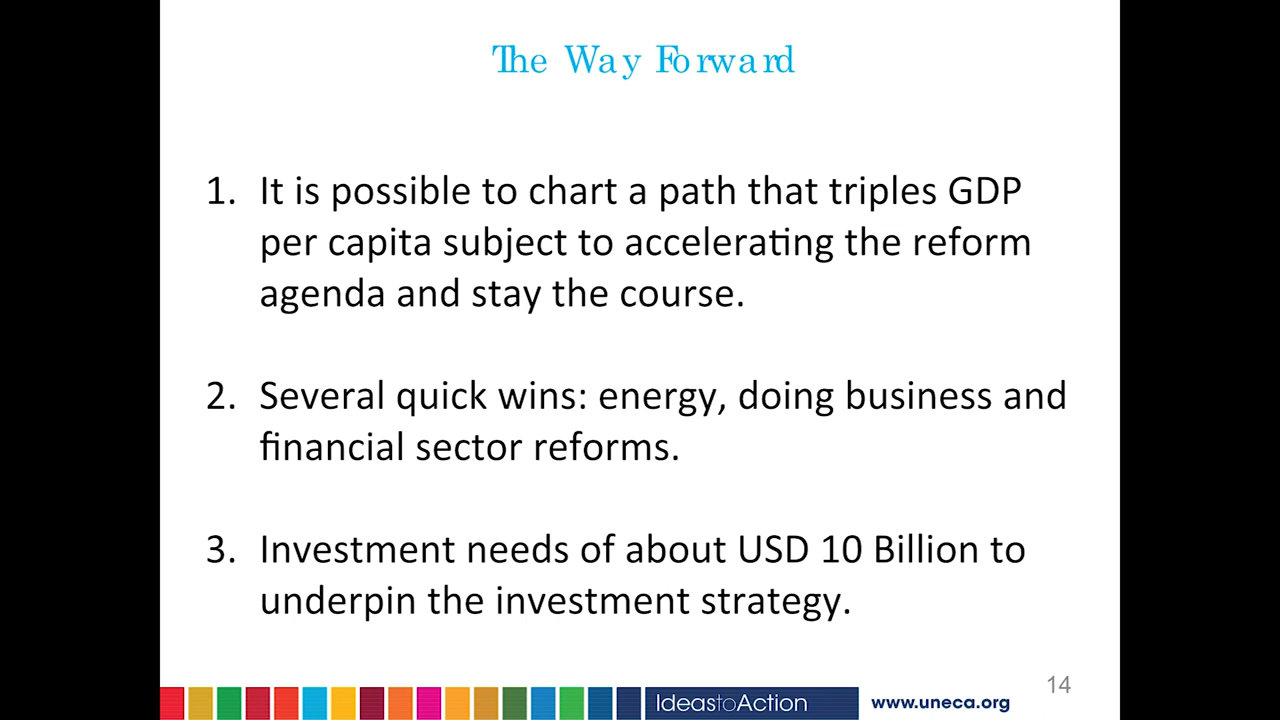 The Way Forward
1. It is possible to chart a path that triples GDP
per capita subject to accelerating the reform
agenda and stay the course.
2. Several quick wins: energy, doing business and
financial sector reforms.
3. Investment needs of about USD 10 Billion to
underpin the investment strategy.
14
IdeastoAction
www.uneca.org